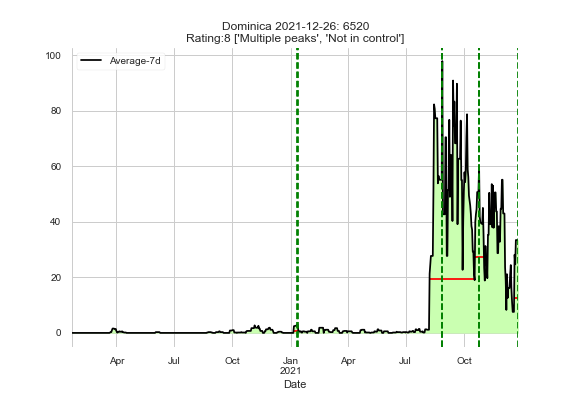 Dominica 2021-12-26: 6520
Rating:8 ['Multiple peaks', 'Not in control']
Average-7d
100
80
60
40
20
0
Apr
Jul
Oct
Jan
2021
Apr
Jul
Oct
Date